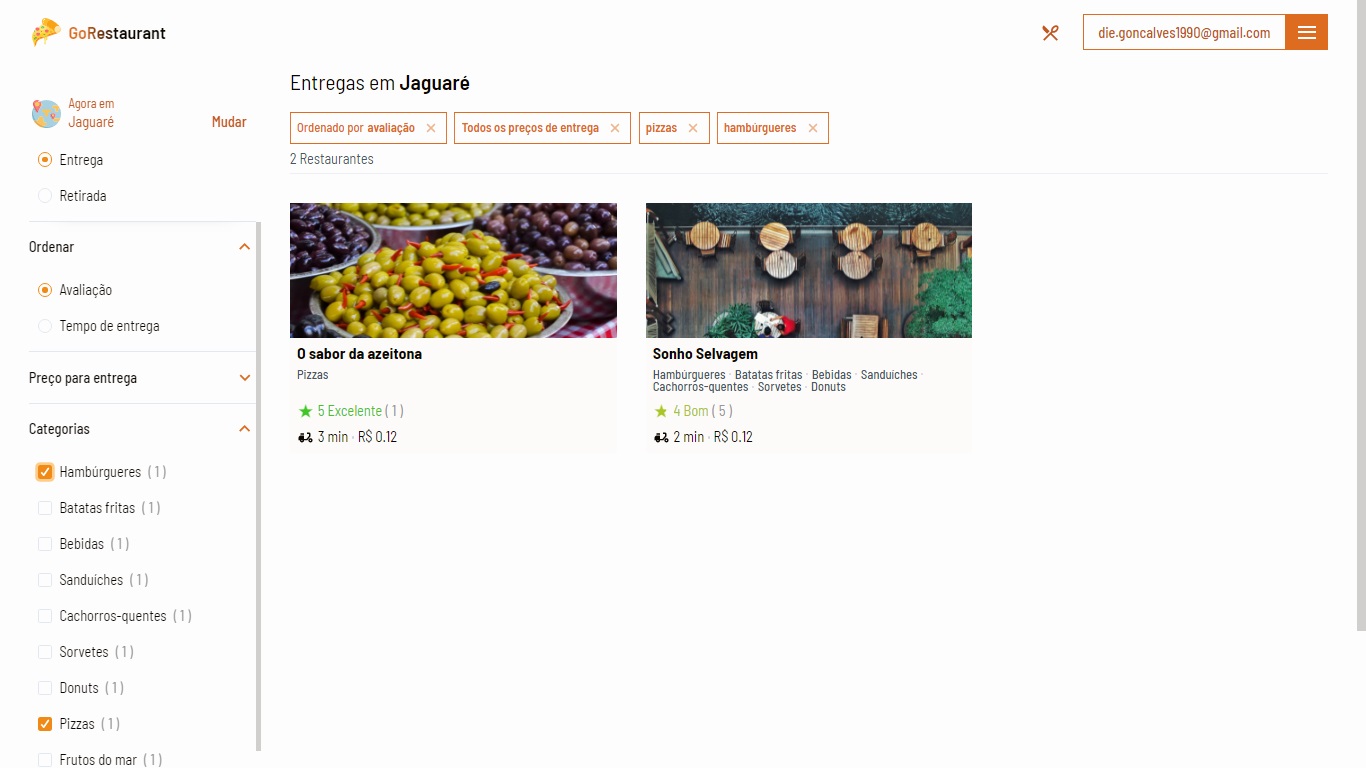 GoRestaurant
die.goncalves1990@gmail.com
Agora em
Jaguaré
Mudar
Entrega
Retirada
Ordenar
Avaliação
Tempo de entrega
Preço para entrega
Categorias
Hambúrgueres ( 1 )
Batatas fritas ( 1 )
Bebidas ( 1 )
Sanduíches ( 1 )
Cachorros-quentes ( 1 )
Sorvetes ( 1 )
Donuts ( 1 )
Pizzas ( 1 )
Frutos do mar ( 1 )
Entregas em Jaguaré
Ordenado por avaliação
Todos os preços de entrega
pizzas
hambúrgueres
2 Restaurantes
O sabor da azeitona
Pizzas
5 Excelente ( 1 )
3 min · R$ 0.12
Sonho Selvagem
Hambúrgueres · Batatas fritas · Bebidas · Sanduíches ·
Cachorros-quentes · Sorvetes · Donuts
4 Bom ( 5 )
2 min · R$ 0.12